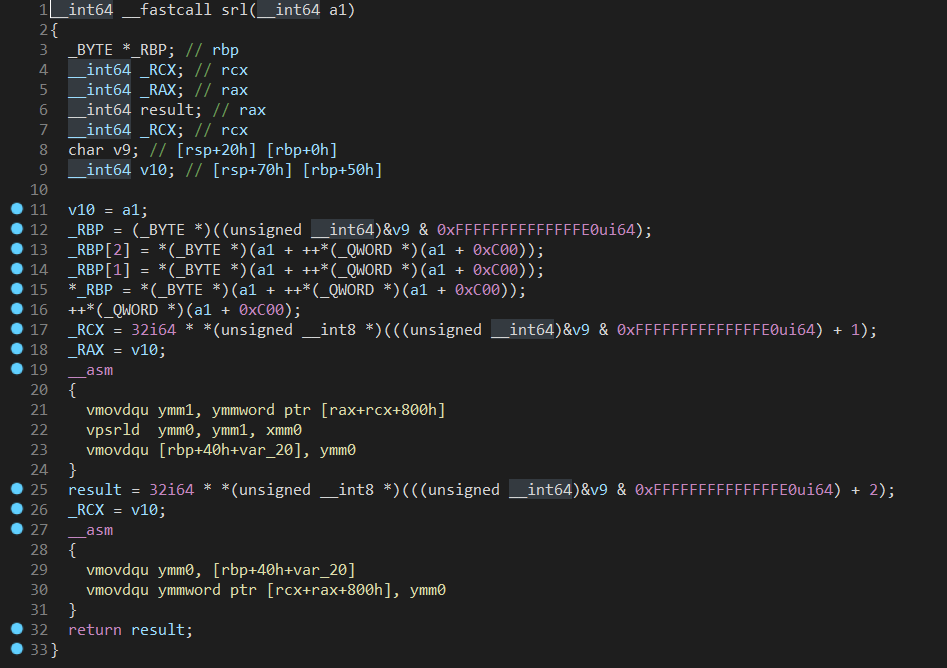 1 __int64 __fastcall srl(__int64 a1)
2 {
3   _BYTE *_RBP; // rbp
4   __int64 _RCX; // rcx
5   __int64 _RAX; // rax
6   __int64 result; // rax
7   __int64 _RCX; // rcx
8   char v9; // [rsp+20h] [rbp+0h]
9   __int64 v10; // [rsp+70h] [rbp+50h]
10
11   v10 = a1;
12   _RBP = (_BYTE *)((unsigned __int64)&v9 & 0xFFFFFFFFFFFFFFE0ui64);
13   _RBP[2] = *(_BYTE *)(a1 + ++*(_QWORD *)(a1 + 0xC00));
14   _RBP[1] = *(_BYTE *)(a1 + ++*(_QWORD *)(a1 + 0xC00));
15   *_RBP = *(_BYTE *)(a1 + ++*(_QWORD *)(a1 + 0xC00));
16   ++*(_QWORD *)(a1 + 0xC00);
17   _RCX = 32i64 * *(unsigned __int8 *)(((unsigned __int64)&v9 & 0xFFFFFFFFFFFFFFE0ui64) + 1);
18   _RAX = v10;
19   __asm
20   {
21     vmovdqu ymm1, ymmword ptr [rax+rcx+800h]
22     vpsrld  ymm0, ymm1, xmm0
23     vmovdqu [rbp+40h+var_20], ymm0
24   }
25   result = 32i64 * *(unsigned __int8 *)(((unsigned __int64)&v9 & 0xFFFFFFFFFFFFFFE0ui64) + 2);
26   _RCX = v10;
27   __asm
28   {
29     vmovdqu ymm0, [rbp+40h+var_20]
30     vmovdqu ymmword ptr [rcx+rax+800h], ymm0
31   }
32   return result;
33 }